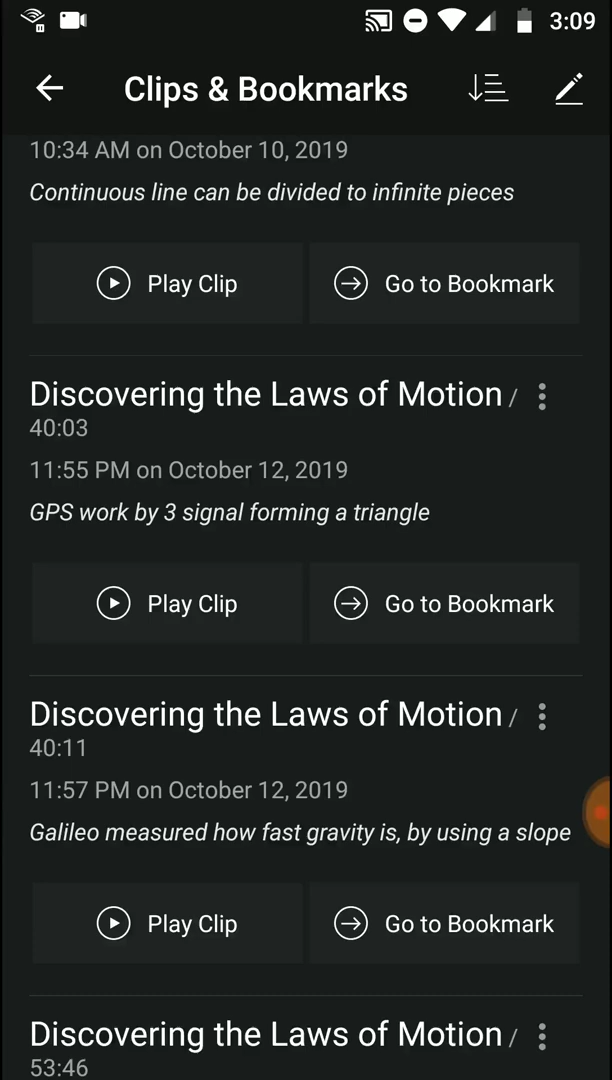 3:09
Clips & Bookmarks
10:34 AM on October 10, 2019
Continuous line can be divided to infinite pieces
Play Clip
Go to Bookmark
Discovering the Laws of Motion /
40:03
11:55 PM on October 12, 2019
GPS work by 3 signal forming a triangle
Play Clip
Go to Bookmark
Discovering the Laws of Motion /
40:11
11:57 PM on October 12, 2019
Galileo measured how fast gravity is, by using a slope
Play Clip
Go to Bookmark
Discovering the Laws of Motion /
53:46